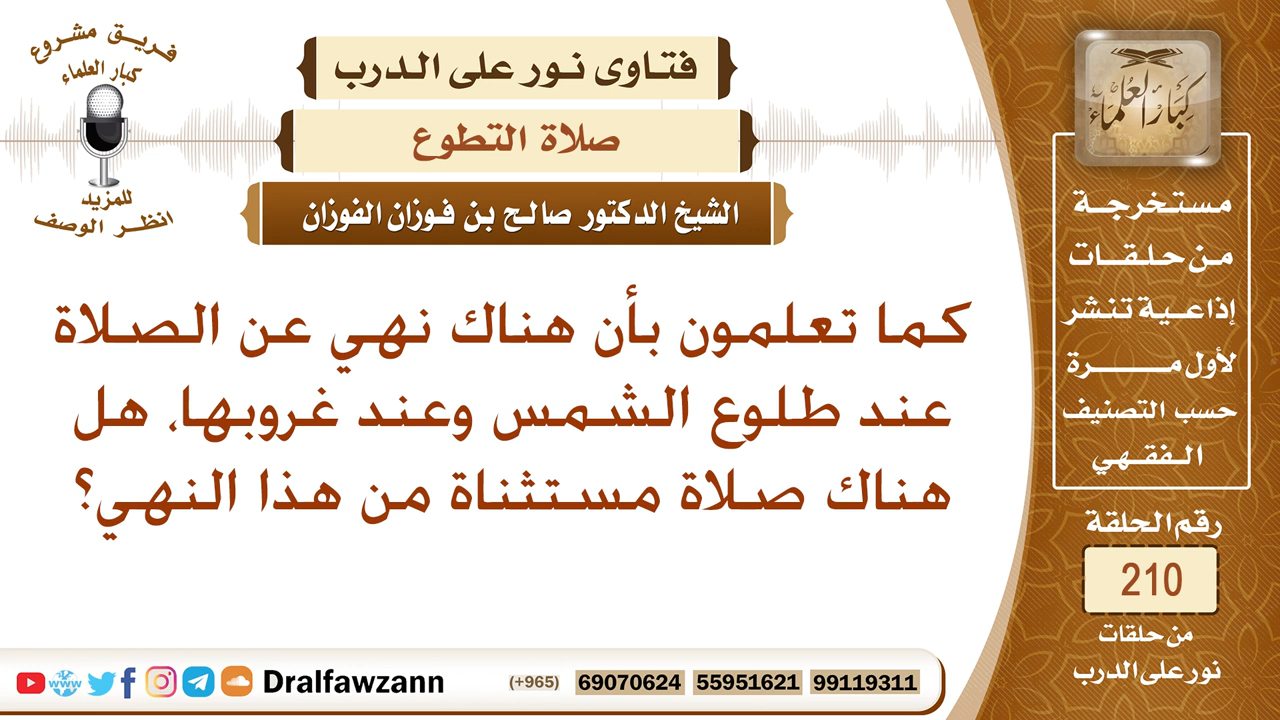 فريق مشروع
كبار العلماء
للمزيد
انظر الوصف
فتاوى نور على الدرب
صلاة التطوع
الشيخ الدكتور صالح بن فوزان الفوزان
كما تعلمون بأن هناك نهي عن الصلاة
عند طلوع الشمس وعند غروبها، هل
هناك صلاة مستثناة من هذا النهي؟
كبار العلماء
مستخرجة
من حلقات
إذاعية تنشر
لأول مرة
حسب التصنيف
الفقهي
رقم الحلقة
210
من حلقات
نور على الدرب
www Dralfawzann (+965) 69070624 55951621 99119311